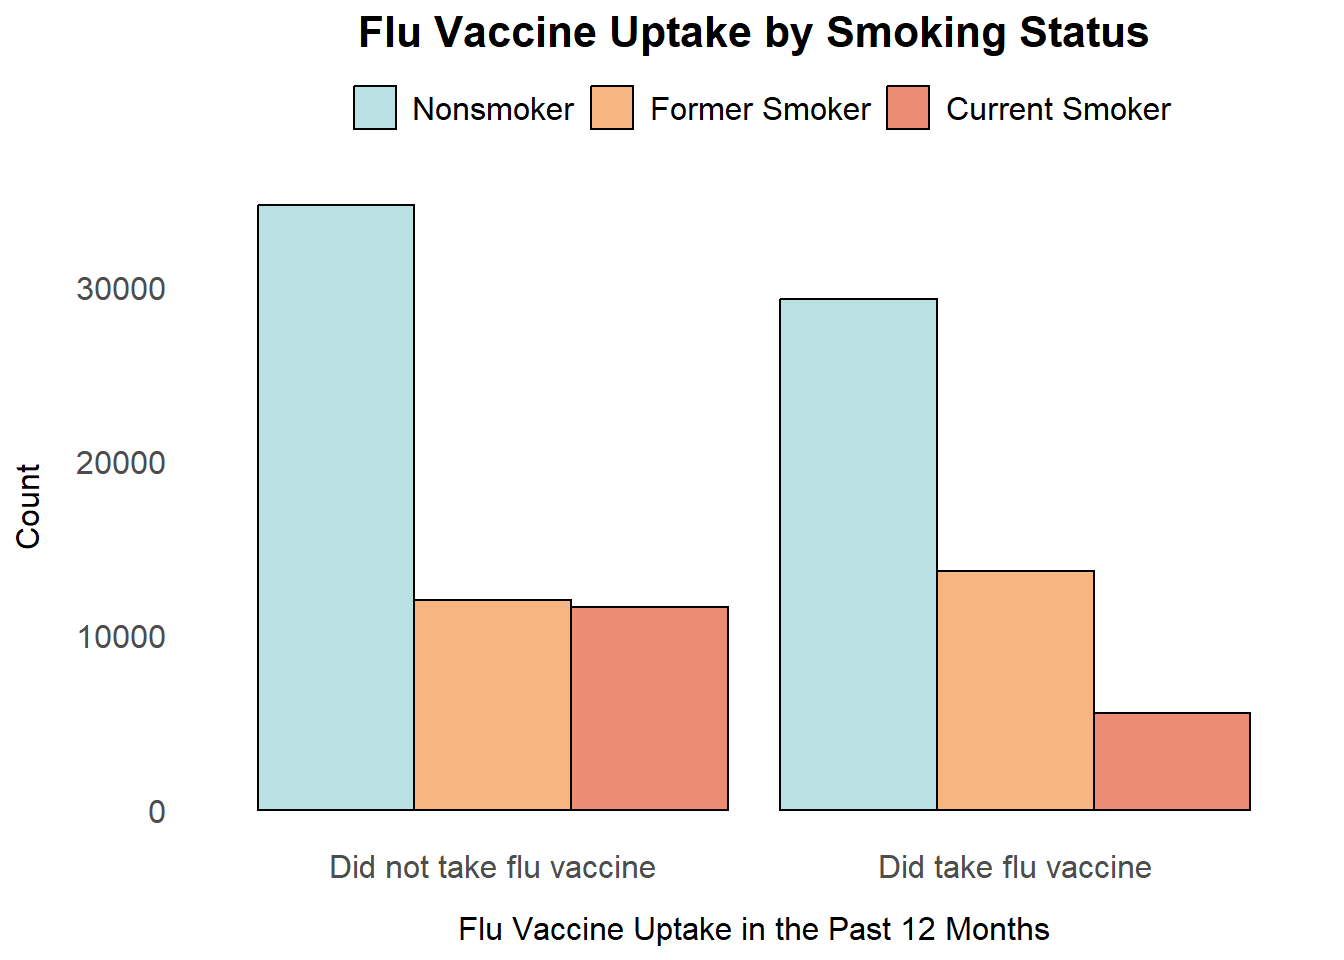 Flu Vaccine Uptake by Smoking Status
Nonsmoker Former Smoker Current Smoker
Count
30000
20000
10000
0
Did not take flu vaccine Did take flu vaccine
Flu Vaccine Uptake in the Past 12 Months